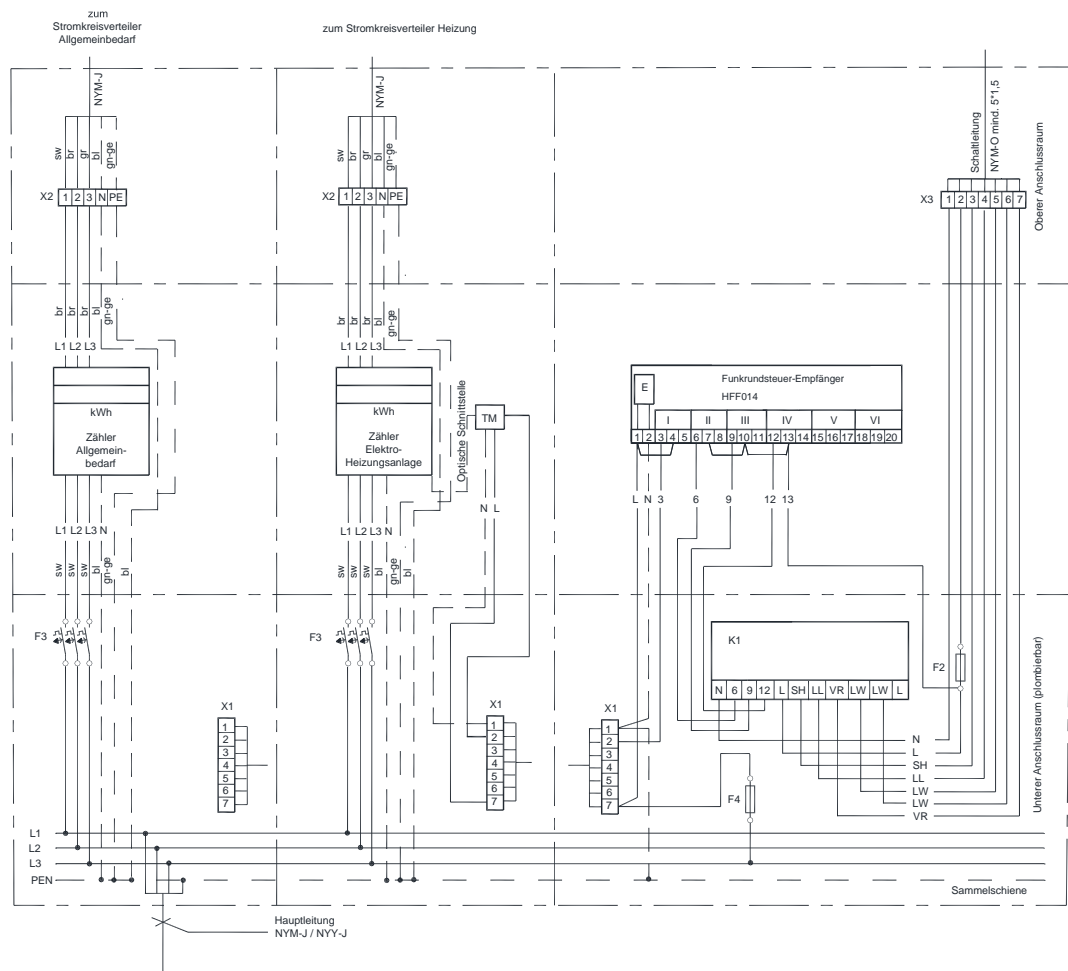 zum
Stromkreisverteiler
Allgemeinbedarf
zum Stromkreisverteiler Heizung
NYM-J
NYM-J
Schaltleitung
NYM-O mind. 5*1,5
Oberer Anschlussraum
sw br gr bl gn-ge
sw br gr bl gn-ge
X2 1 2 3 N PE
X2 1 2 3 N PE
X3 1 2 3 4 5 6 7
br br br bl gn-ge
br br br bl gn-ge
L1 L2 L3
L1 L2 L3
kWh
Zähler
Allgemein-
bedarf
kWh
Zähler
Elektro-
Heizungsanlage
Optische Schnittstelle
TM
E
Funkrundsteuer-Empfänger
HFF014
I II III IV V VI
1 2 3 4 5 6 7 8 9 10 11 12 13 14 15 16 17 18 19 20
L N 3 6 9 12 13
N L
L1 L2 L3 N
L1 L2 L3 N
sw sw sw bl gn-ge bl
sw sw sw bl gn-ge bl
F3
F3
K1
N 6 9 12 L SH LL VR LW LW L
F2
Unterer Anschlussraum (plombierbar)
X1
1
2
3
4
5
6
7
X1
1
2
3
4
5
6
7
X1
1
2
3
4
5
6
7
F4
N
L
SH
LL
LW
LW
VR
L1
L2
L3
PEN
Sammelschiene
Hauptleitung
NYM-J / NYY-J